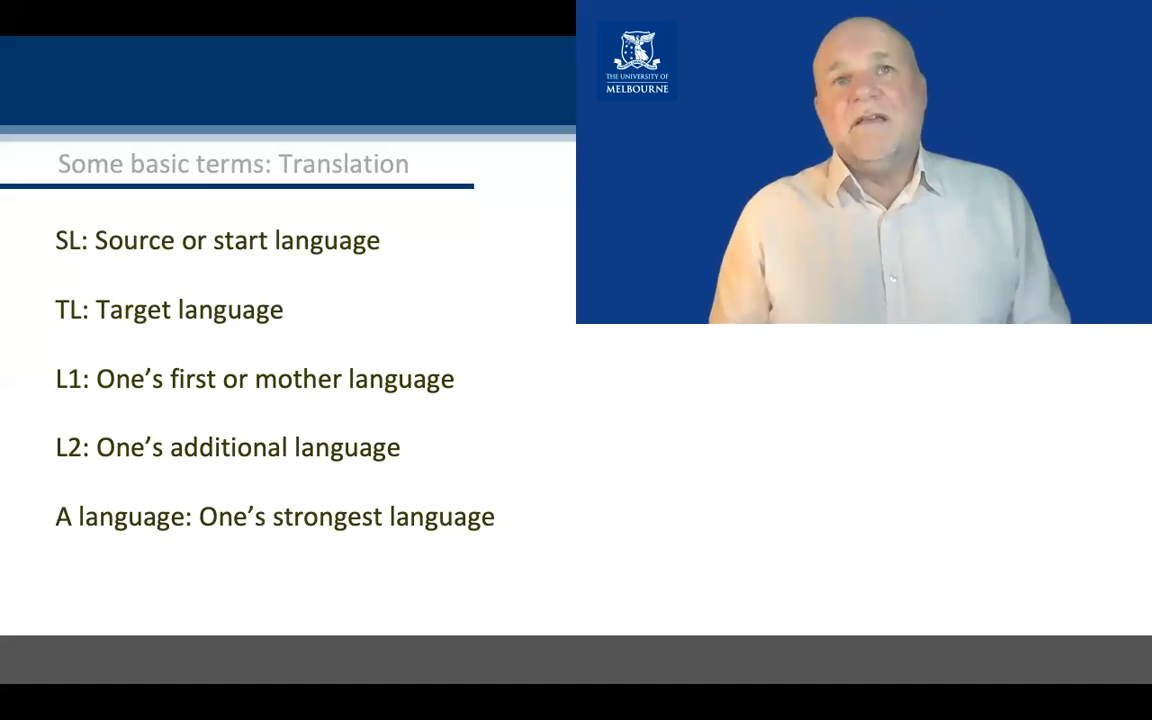 THE UNIVERSITY OF
MELBOURNE
Some basic terms: Translation
SL: Source or start language
TL: Target language
L1: One’s first or mother language
L2: One’s additional language
A language: One’s strongest language